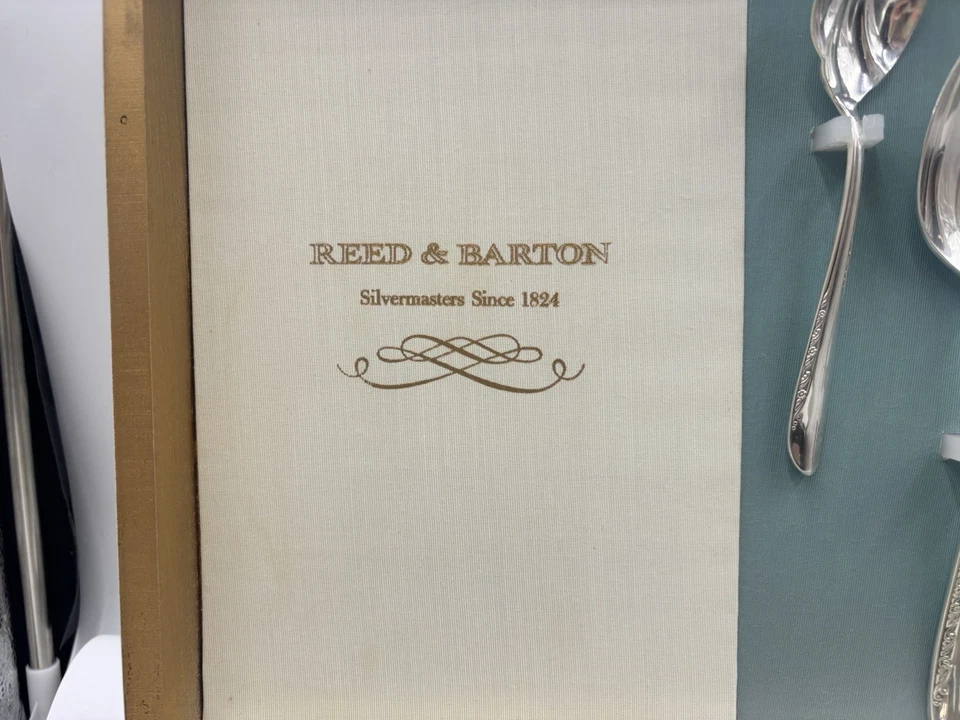 REED & BARTON
Silvermasters Since 1824